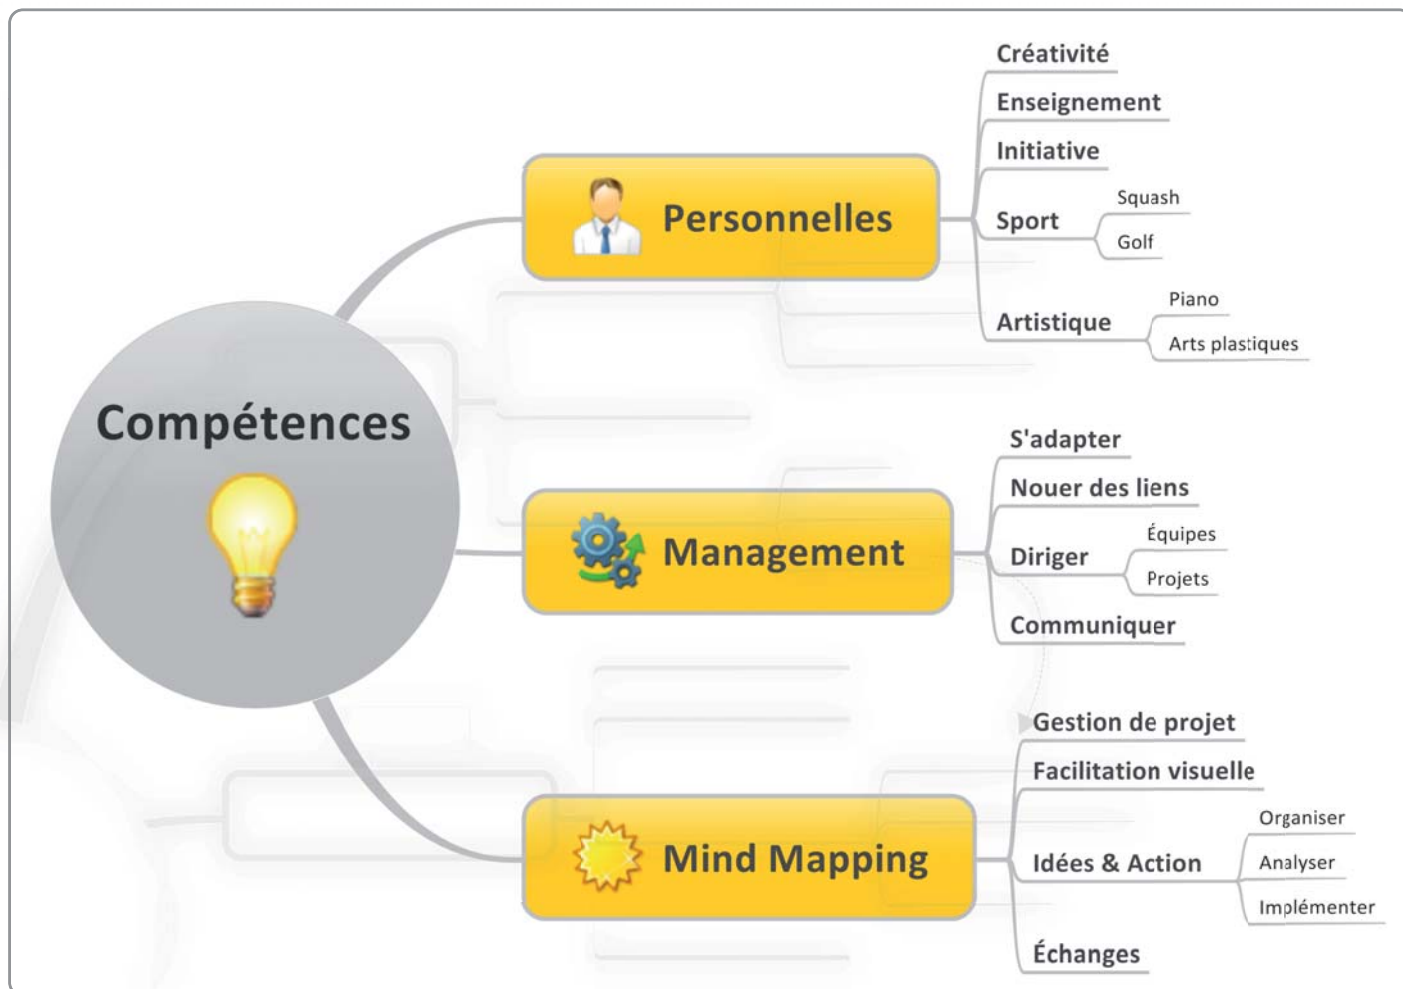 Compétences
Personnelles
Créativité
Enseignement
Initiative
Sport
Squash
Golf
Artistique
Piano
Arts plastiques
Management
S'adapter
Nouer des liens
Diriger
Équipes
Projets
Communiquer
Mind Mapping
Gestion de projet
Facilitation visuelle
Idées & Action
Organiser
Analyser
Implémenter
Échanges